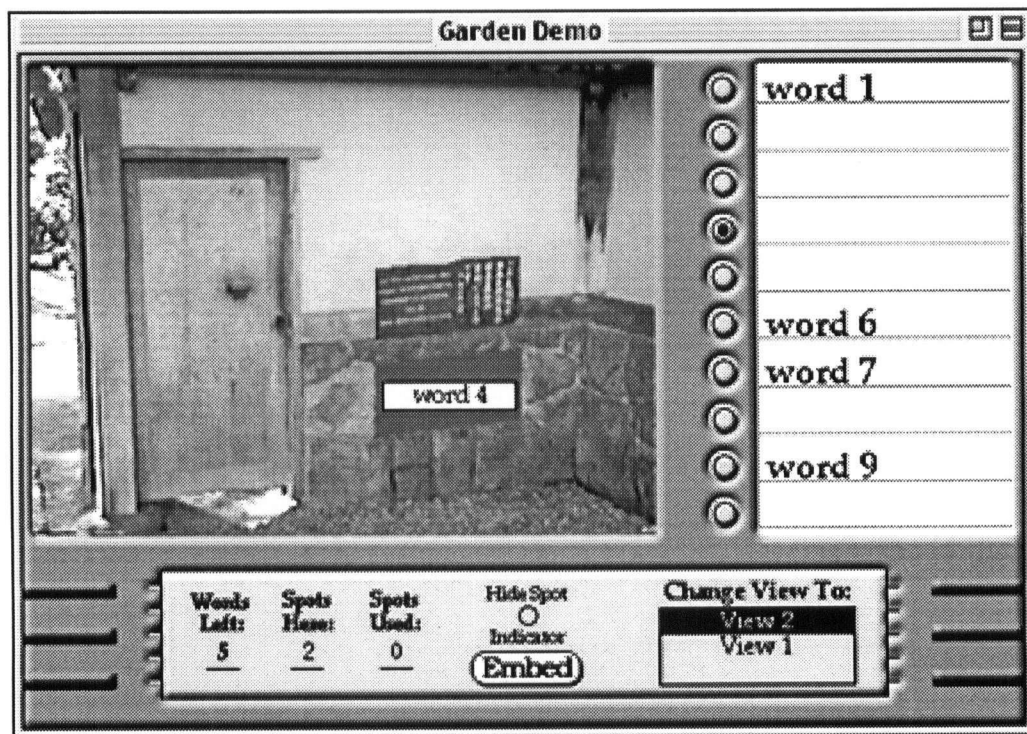 Garden Demo
word 1
word 6
word 7
word 9
word 4
Words Left:
5
Spots Here:
2
Spots Used:
0
Hide Spot
Indicator
Embed
Change View To:
View 2
View 1